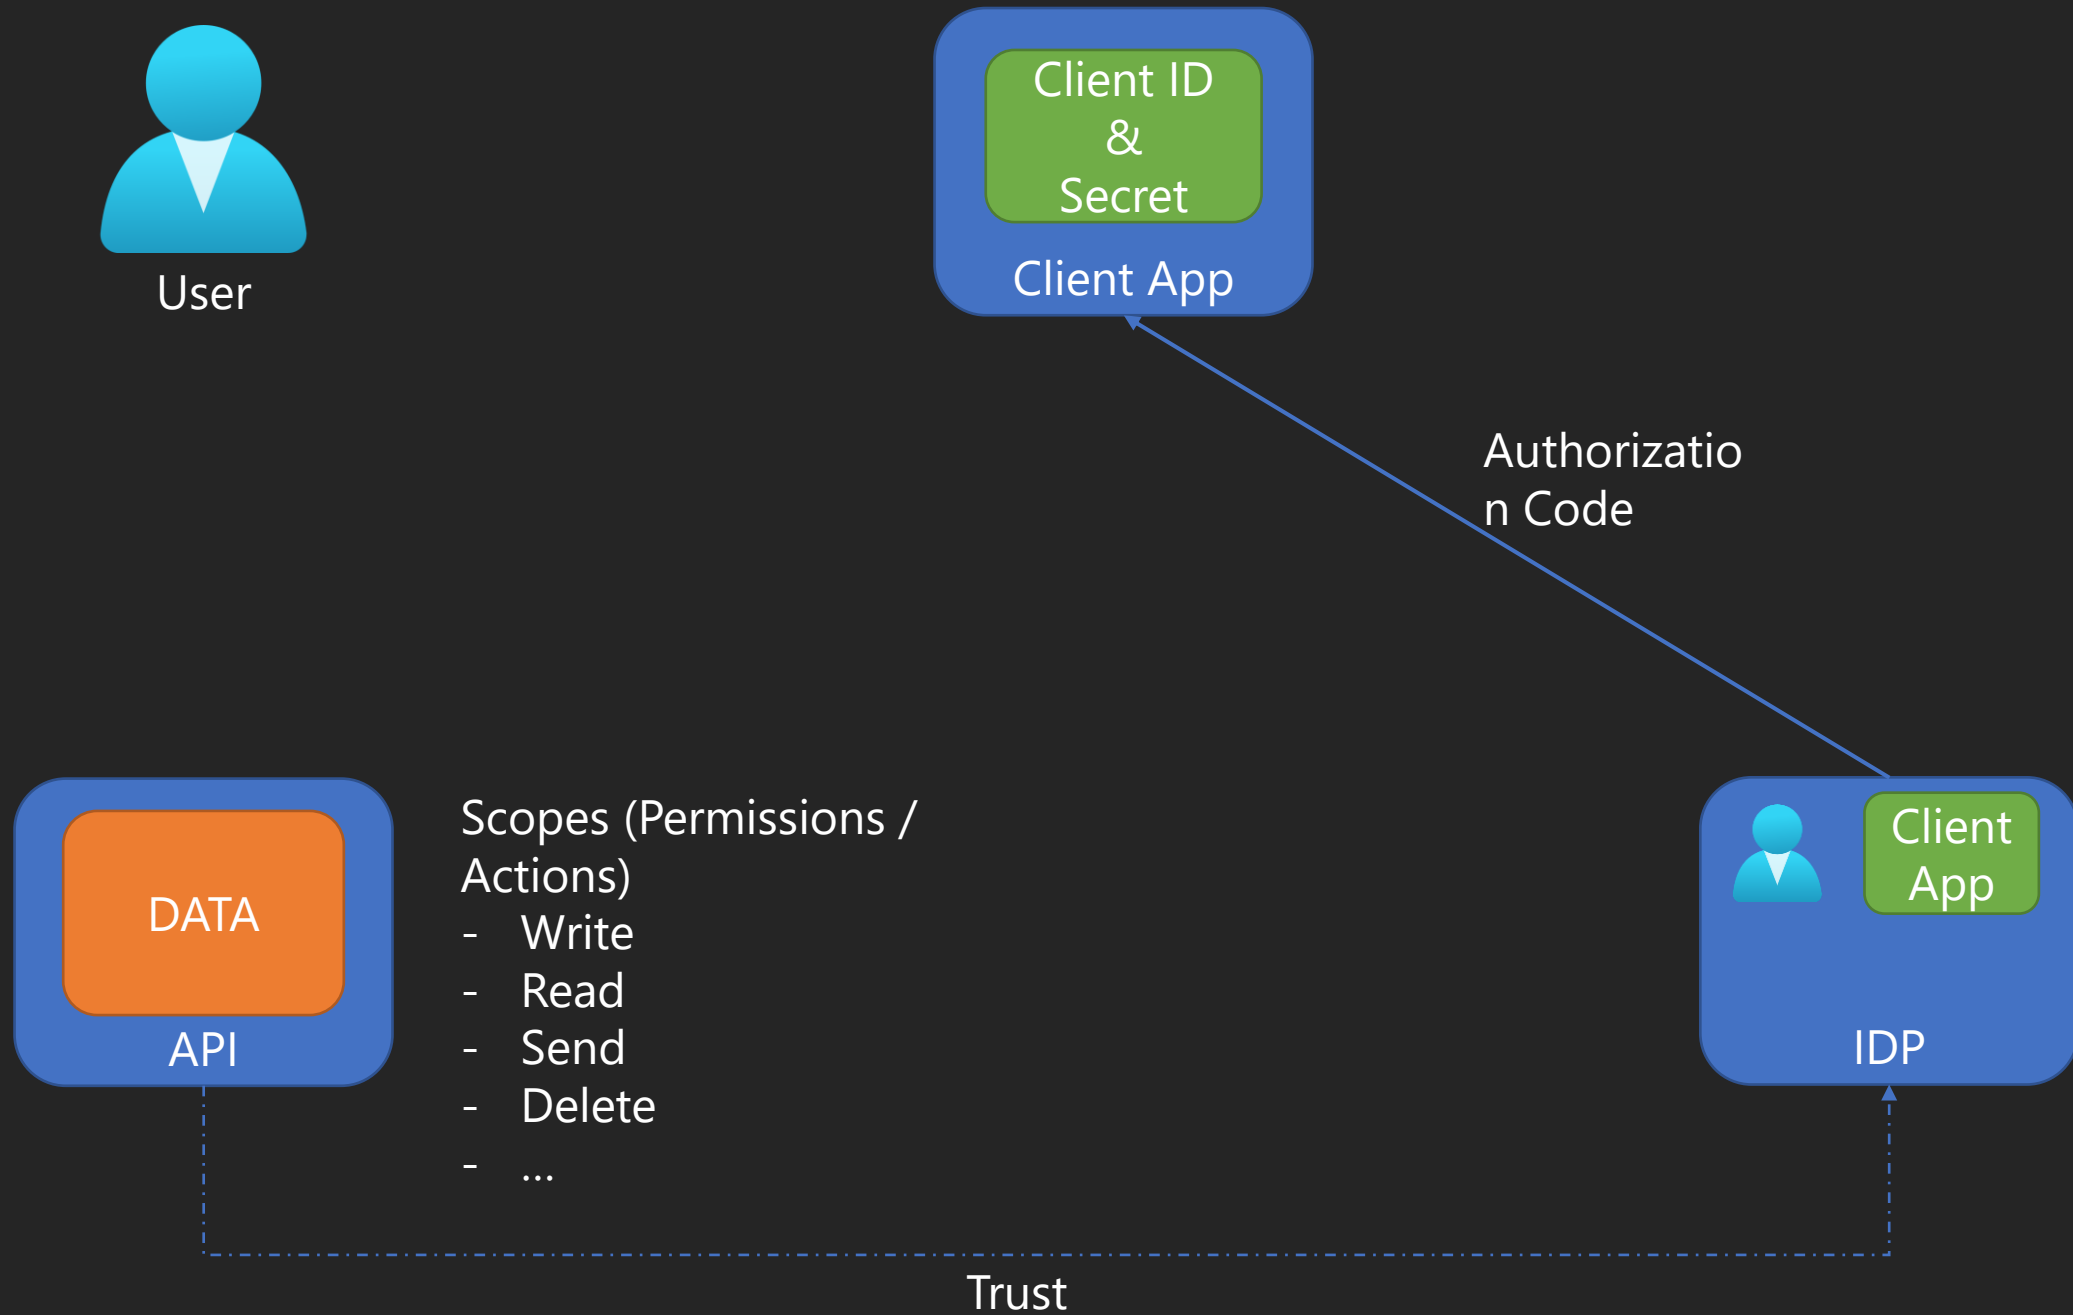 Client ID
&
Secret
Client App
User
Authorizatio
n Code
Scopes (Permissions /
Actions)
- Write
- Read
- Send
- Delete
- ...
DATA
API
Client
App
IDP
Trust